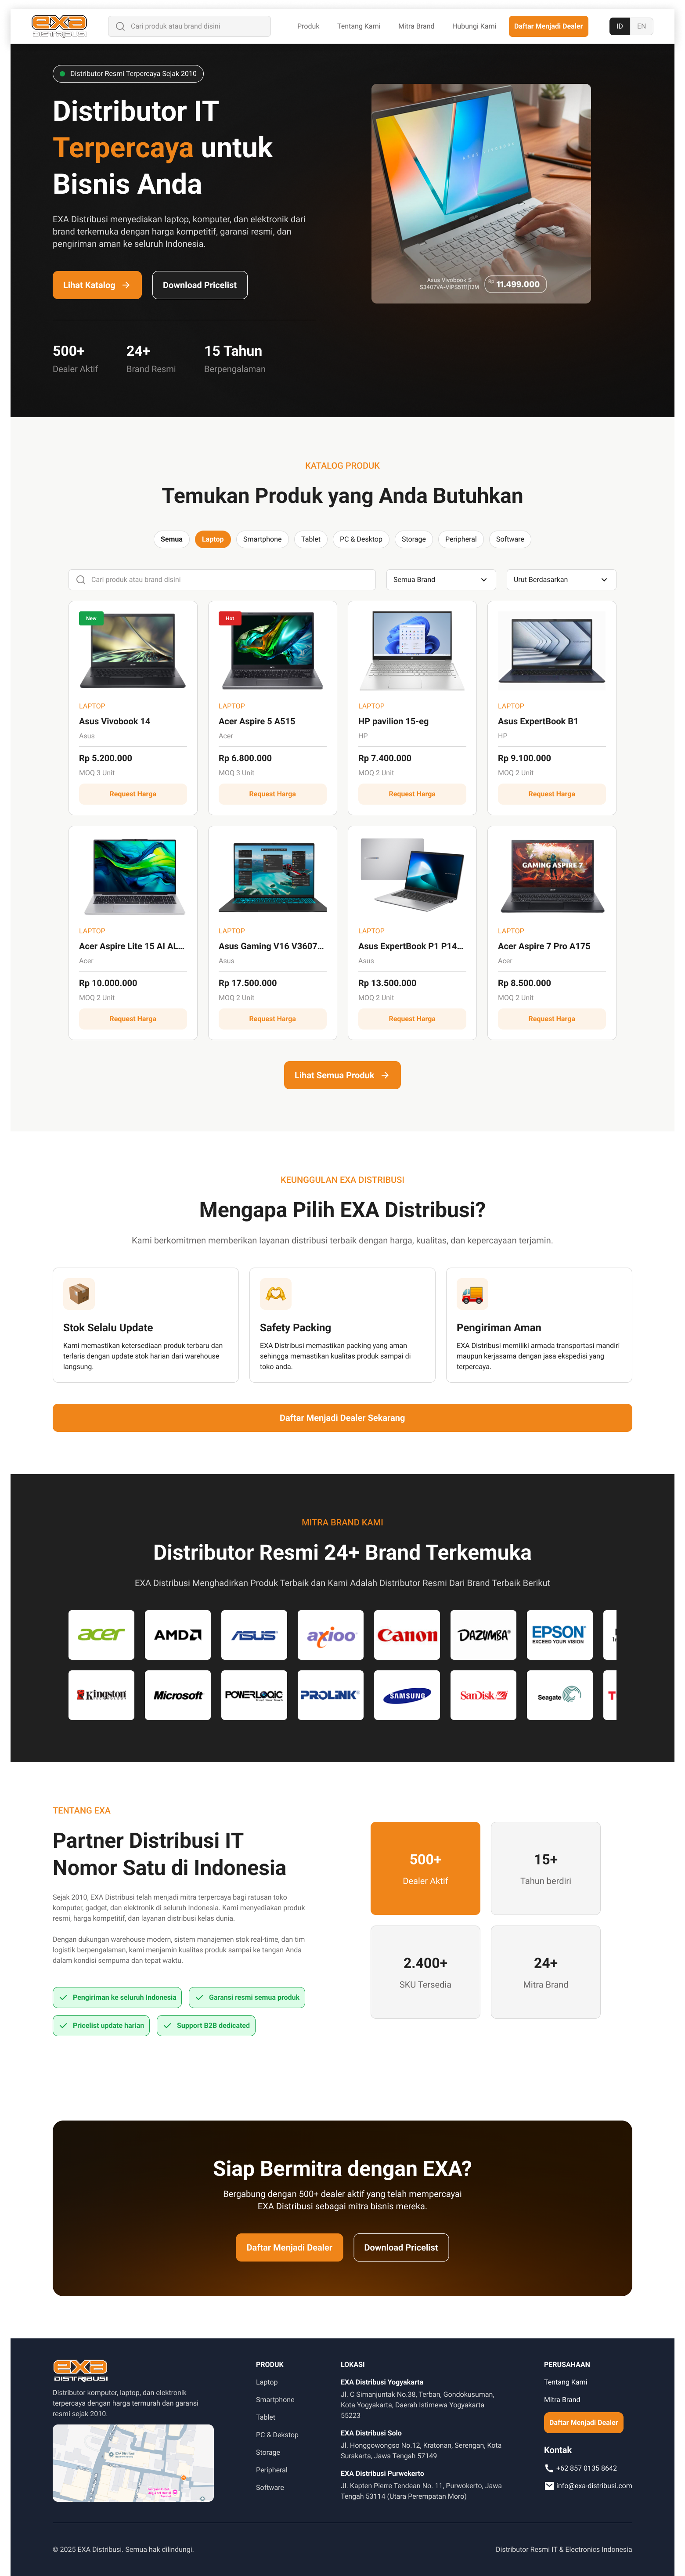 EXA
DISTRIBUSI
Cari produk atau brand disini
Produk
Tentang Kami
Mitra Brand
Hubungi Kami
Daftar Menjadi Dealer
ID
EN
Distributor Resmi Terpercaya Sejak 2010
Distributor IT
Terpercaya untuk
Bisnis Anda
EXA Distribusi menyediakan laptop, komputer, dan elektronik dari
brand terkemuka dengan harga kompetitif, garansi resmi, dan
pengiriman aman ke seluruh Indonesia.
Lihat Katalog
Download Pricelist
500+
Dealer Aktif
24+
Brand Resmi
15 Tahun
Berpengalaman
Asus Vivobook S
S3407VA-VIPS5111|12M
Rp 11.499.000
KATALOG PRODUK
Temukan Produk yang Anda Butuhkan
Semua
Laptop
Smartphone
Tablet
PC & Desktop
Storage
Peripheral
Software
Cari produk atau brand disini
Semua Brand
Urut Berdasarkan
New
LAPTOP
Asus Vivobook 14
Asus
Rp 5.200.000
MOQ 3 Unit
Request Harga
Hot
LAPTOP
Acer Aspire 5 A515
Acer
Rp 6.800.000
MOQ 3 Unit
Request Harga
LAPTOP
HP pavilion 15-eg
HP
Rp 7.400.000
MOQ 2 Unit
Request Harga
LAPTOP
Asus ExpertBook B1
HP
Rp 9.100.000
MOQ 2 Unit
Request Harga
LAPTOP
Acer Aspire Lite 15 AI AL...
Acer
Rp 10.000.000
MOQ 2 Unit
Request Harga
LAPTOP
Asus Gaming V16 V3607...
Asus
Rp 17.500.000
MOQ 2 Unit
Request Harga
LAPTOP
Asus ExpertBook P1 P14...
Asus
Rp 13.500.000
MOQ 2 Unit
Request Harga
GAMING ASPIRE 7
LAPTOP
Acer Aspire 7 Pro A175
Acer
Rp 8.500.000
MOQ 2 Unit
Request Harga
Lihat Semua Produk
KEUNGGULAN EXA DISTRIBUSI
Mengapa Pilih EXA Distribusi?
Kami berkomitmen memberikan layanan distribusi terbaik dengan harga, kualitas, dan kepercayaan terjamin.
Stok Selalu Update
Kami memastikan ketersediaan produk terbaru dan
terlaris dengan update stok harian dari warehouse
langsung.
Safety Packing
EXA Distribusi memastikan packing yang aman
sehingga memastikan kualitas produk sampai di
toko anda.
Pengiriman Aman
EXA Distribusi memiliki armada transportasi mandiri
maupun kerjasama dengan jasa ekspedisi yang
terpercaya.
Daftar Menjadi Dealer Sekarang
MITRA BRAND KAMI
Distributor Resmi 24+ Brand Terkemuka
EXA Distribusi Menghadirkan Produk Terbaik dan Kami Adalah Distributor Resmi Dari Brand Terbaik Berikut
acer
AMD
ASUS
axioo
Canon
DAZUMBA
EPSON
EXCEED YOUR VISION
Kingston
Microsoft
POWERLOGIC
PROLiNK
SAMSUNG
SanDisk
Seagate
TENTANG EXA
Partner Distribusi IT
Nomor Satu di Indonesia
Sejak 2010, EXA Distribusi telah menjadi mitra terpercaya bagi ratusan toko
komputer, gadget, dan elektronik di seluruh Indonesia. Kami menyediakan produk
resmi, harga kompetitif, dan layanan distribusi kelas dunia.
Dengan dukungan warehouse modern, sistem manajemen stok real-time, dan tim
logistik berpengalaman, kami menjamin kualitas produk sampai ke tangan Anda
dalam kondisi sempurna dan tepat waktu.
Pengiriman ke seluruh Indonesia
Garansi resmi semua produk
Pricelist update harian
Support B2B dedicated
500+
Dealer Aktif
15+
Tahun berdiri
2.400+
SKU Tersedia
24+
Mitra Brand
Siap Bermitra dengan EXA?
Bergabung dengan 500+ dealer aktif yang telah mempercayai
EXA Distribusi sebagai mitra bisnis mereka.
Daftar Menjadi Dealer
Download Pricelist
EXA
DISTRIBUSI
Distributor komputer, laptop, dan elektronik
terpercaya dengan harga termurah dan garansi
resmi sejak 2010.
PRODUK
Laptop
Smartphone
Tablet
PC & Dekstop
Storage
Peripheral
Software
LOKASI
EXA Distribusi Yogyakarta
Jl. C Simanjuntak No.38, Terban, Gondokusuman,
Kota Yogyakarta, Daerah Istimewa Yogyakarta
55223
EXA Distribusi Solo
Jl. Honggowongso No.12, Kratonan, Serengan, Kota
Surakarta, Jawa Tengah 57149
EXA Distribusi Purwekerto
Jl. Kapten Pierre Tendean No. 11, Purwokerto, Jawa
Tengah 53114 (Utara Perempatan Moro)
PERUSAHAAN
Tentang Kami
Mitra Brand
Daftar Menjadi Dealer
Kontak
+62 857 0135 8642
info@exa-distribusi.com
© 2025 EXA Distribusi. Semua hak dilindungi.
Distributor Resmi IT & Electronics Indonesia